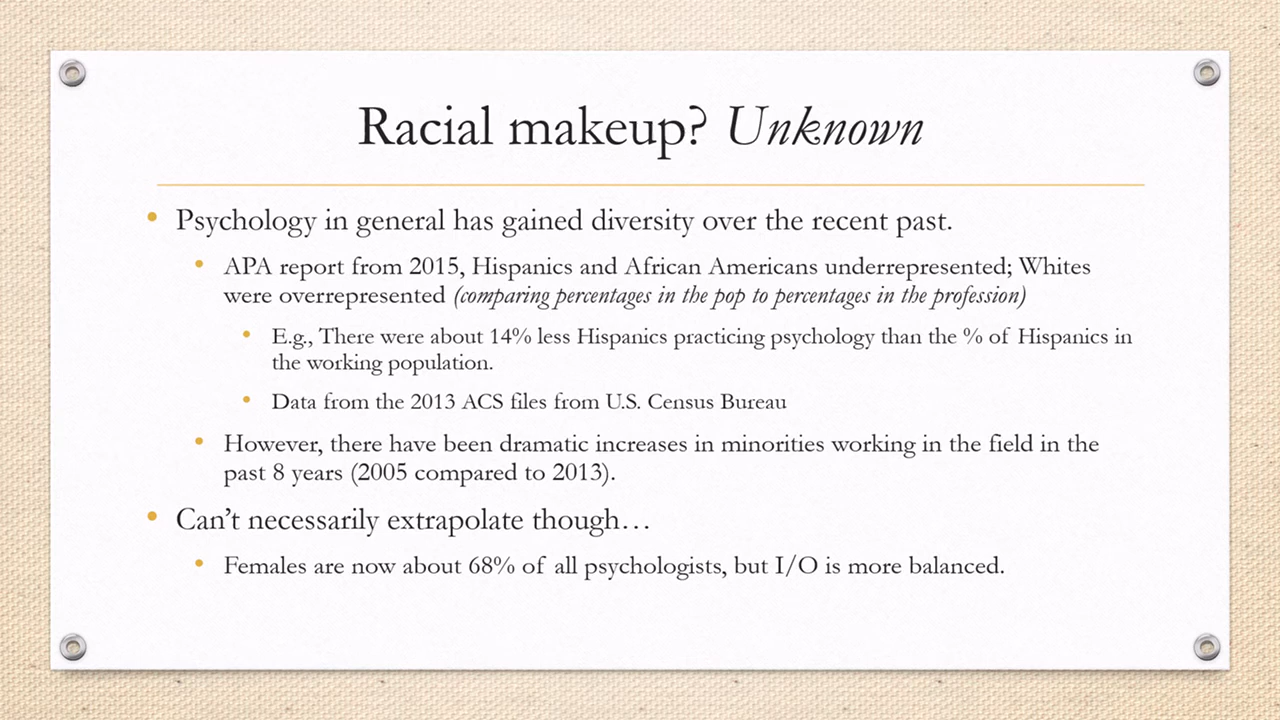 Racial makeup? Unknown
• Psychology in general has gained diversity over the recent past.
• APA report from 2015, Hispanics and African Americans underrepresented; Whites
were overrepresented (comparing percentages in the pop to percentages in the profession)
• E.g., There were about 14% less Hispanics practicing psychology than the % of Hispanics in
the working population.
• Data from the 2013 ACS files from U.S. Census Bureau
• However, there have been dramatic increases in minorities working in the field in the
past 8 years (2005 compared to 2013).
• Can’t necessarily extrapolate though…
• Females are now about 68% of all psychologists, but I/O is more balanced.